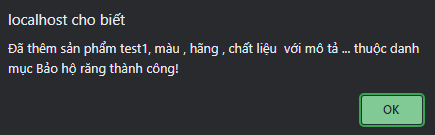 localhost cho biết
Đã thêm sản phẩm test1, màu , hãng , chất liệu  với mô tả ... thuộc danh
mục Bảo hộ răng thành công!
OK